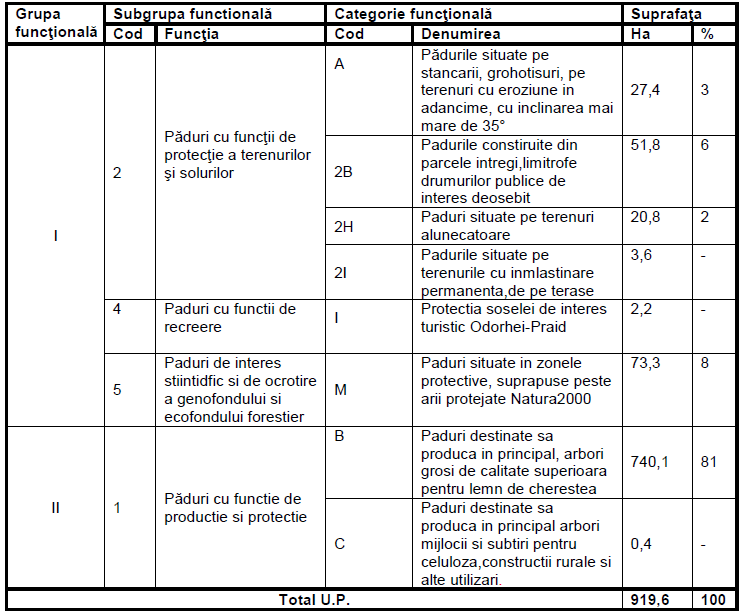 Grupa funcţională
Subgrupa functională
Categorie funcţională
Suprafaţa
Cod
Funcţia
Cod
Denumirea
Ha
%
I
2
Păduri cu funcţii de
protecţie a terenurilor
şi solurilor
A
Pădurile situate pe
stancarii, grohotisuri, pe
terenuri cu eroziune in
adancime, cu inclinarea mai
mare de 35°
27,4
3
2B
Padurile construite din
parcele intregi,limitrofe
drumurilor publice de
interes deosebit
51,8
6
2H
Paduri situate pe terenuri
alunecatoare
20,8
2
2I
Padurile situate pe
terenurile cu inmlastinare
permanenta,de pe terase
3,6
-
4
Paduri cu functii de
recreere
I
Protectia soselei de interes
turistic Odorhei-Praid
2,2
-
5
Paduri de interes
stiintidfic si de ocrotire
a genofondului si
ecofondului forestier
M
Paduri situate in zonele
protective, suprapuse peste
arii protejate Natura2000
73,3
8
II
1
Păduri cu functie de
productie si protectie
B
Paduri destinate sa
produca in principal, arbori
grosi de calitate superioara
pentru lemn de cherestea
740,1
81
C
Paduri destinate sa
produca in principal arbori
mijlocii si subtiri pentru
celuloza,constructii rurale si
alte utilizari.
0,4
-
Total U.P.
919,6
100